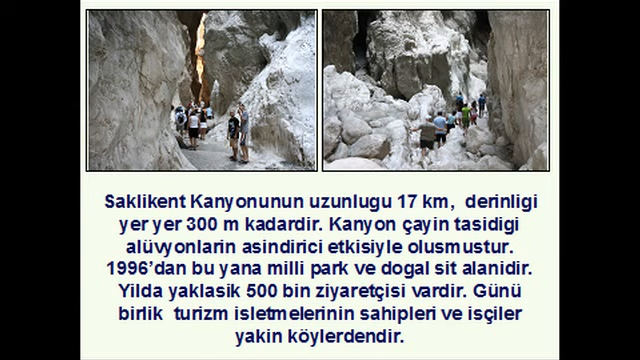 Saklikent Kanyonunun uzunlugu 17 km,  derinligi
yer yer 300 m kadardir. Kanyon çayin tasidigi
alüvyonlarin asindirici etkisiyle olusmustur.
1996'dan bu yana milli park ve dogal sit alanidir.
Yilda yaklasik 500 bin ziyaretçisi vardir. Günü
birlik  turizm isletmelerinin sahipleri ve isçiler
yakin köylerdendir.